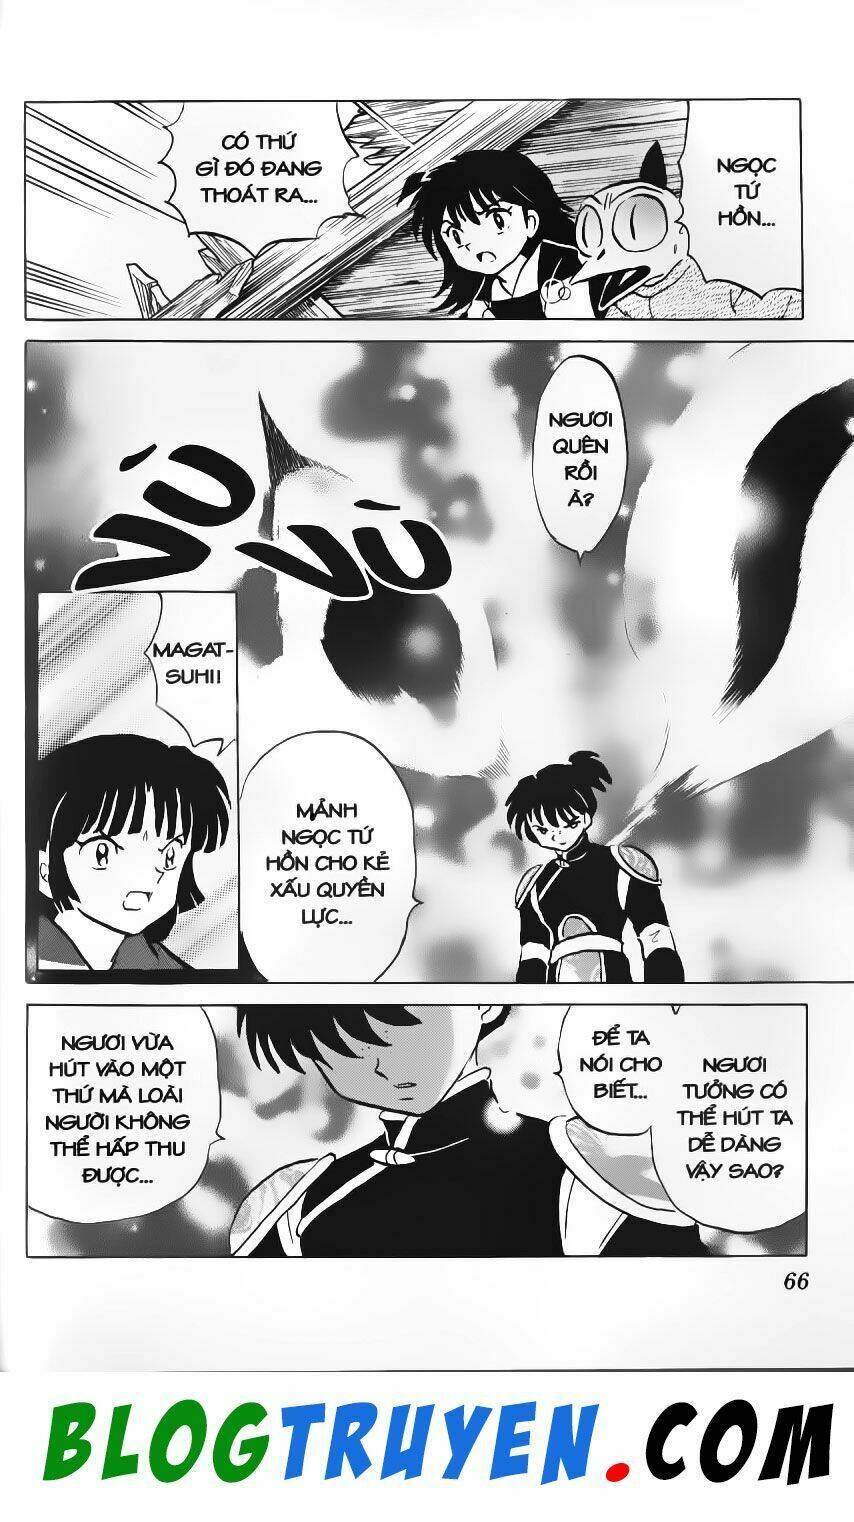 NGỌC
TỨ
HỒN...
CÓ THỨ
GÌ ĐÓ ĐANG
THOÁT RA...
NGƯƠI
QUÊN
RỒI
À?
VÙ
VÙ
MAGAT-
SUHI!
MẢNH
NGỌC TỨ
HỒN CHO KẺ
XẤU QUYỀN
LỰC...
NGƯƠI
TƯỞNG CÓ
THỂ HÚT TA
DỄ DÀNG
VẬY SAO?
ĐỂ TA
NÓI CHO
BIẾT...
NGƯƠI VỪA
HÚT VÀO MỘT
THỨ MÀ LOÀI
NGƯỜI KHÔNG
THỂ HẤP THU
ĐƯỢC...
66
BLOGTRUYEN.COM